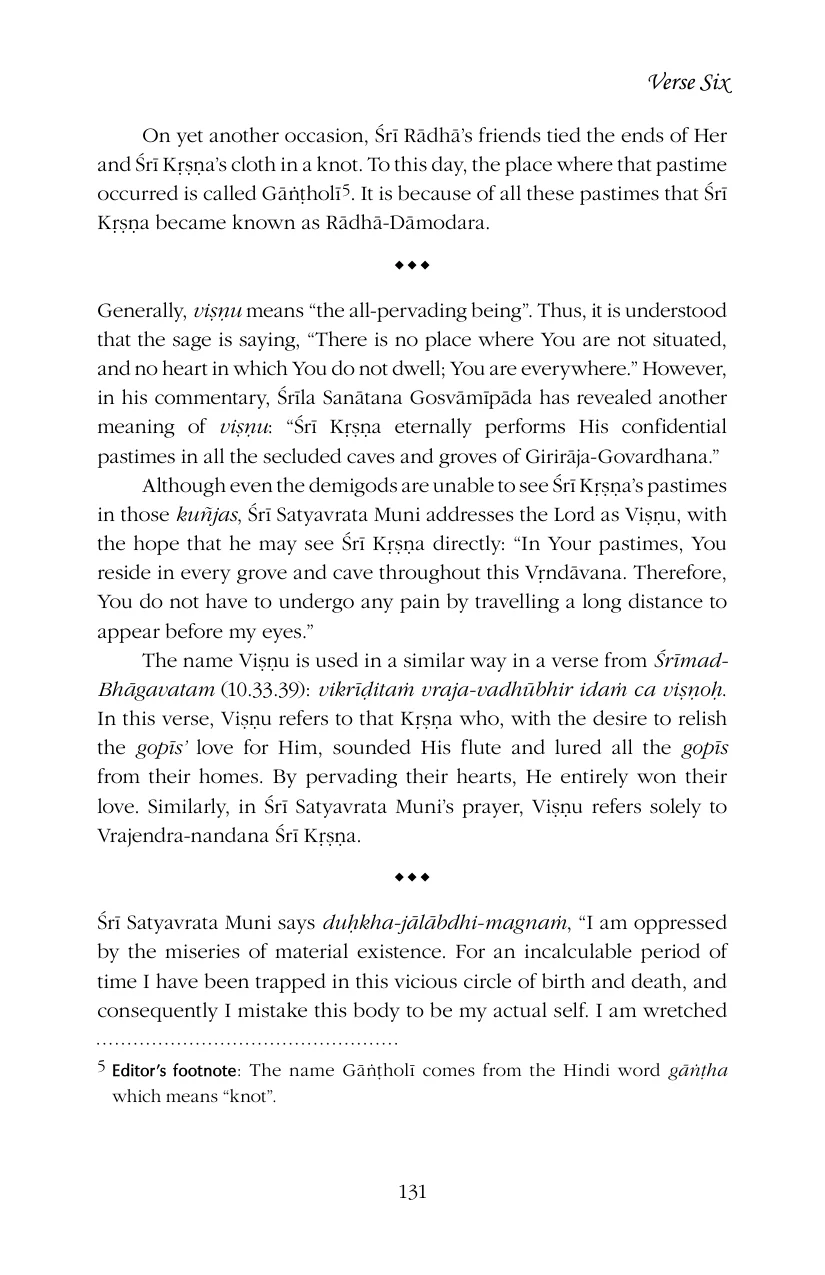 Verse Six
On yet another occasion, Śrī Rādhā’s friends tied the ends of Her
and Śrī Kṛṣṇa’s cloth in a knot. To this day, the place where that pastime
occurred is called Gāṅṭholī5. It is because of all these pastimes that Śrī
Kṛṣṇa became known as Rādhā-Dāmodara.
◆◆◆
Generally, viṣṇu means “the all-pervading being”. Thus, it is understood
that the sage is saying, “There is no place where You are not situated,
and no heart in which You do not dwell; You are everywhere.” However,
in his commentary, Śrīla Sanātana Gosvāmīpāda has revealed another
meaning of viṣṇu: “Śrī Kṛṣṇa eternally performs His confidential
pastimes in all the secluded caves and groves of Girirāja-Govardhana.”
Although even the demigods are unable to see Śrī Kṛṣṇa’s pastimes
in those kuñjas, Śrī Satyavrata Muni addresses the Lord as Viṣṇu, with
the hope that he may see Śrī Kṛṣṇa directly: “In Your pastimes, You
reside in every grove and cave throughout this Vṛndāvana. Therefore,
You do not have to undergo any pain by travelling a long distance to
appear before my eyes.”
The name Viṣṇu is used in a similar way in a verse from Śrīmad-
Bhāgavatam (10.33.39): vikrīḍitaṁ vraja-vadhūbhir idaṁ ca viṣṇoḥ.
In this verse, Viṣṇu refers to that Kṛṣṇa who, with the desire to relish
the gopīs’ love for Him, sounded His flute and lured all the gopīs
from their homes. By pervading their hearts, He entirely won their
love. Similarly, in Śrī Satyavrata Muni’s prayer, Viṣṇu refers solely to
Vrajendra-nandana Śrī Kṛṣṇa.
◆◆◆
Śrī Satyavrata Muni says duḥkha-jālābdhi-magnaṁ, “I am oppressed
by the miseries of material existence. For an incalculable period of
time I have been trapped in this vicious circle of birth and death, and
consequently I mistake this body to be my actual self. I am wretched
5 Editor’s footnote: The name Gāṅṭholī comes from the Hindi word gāṅṭha
which means “knot”.
131